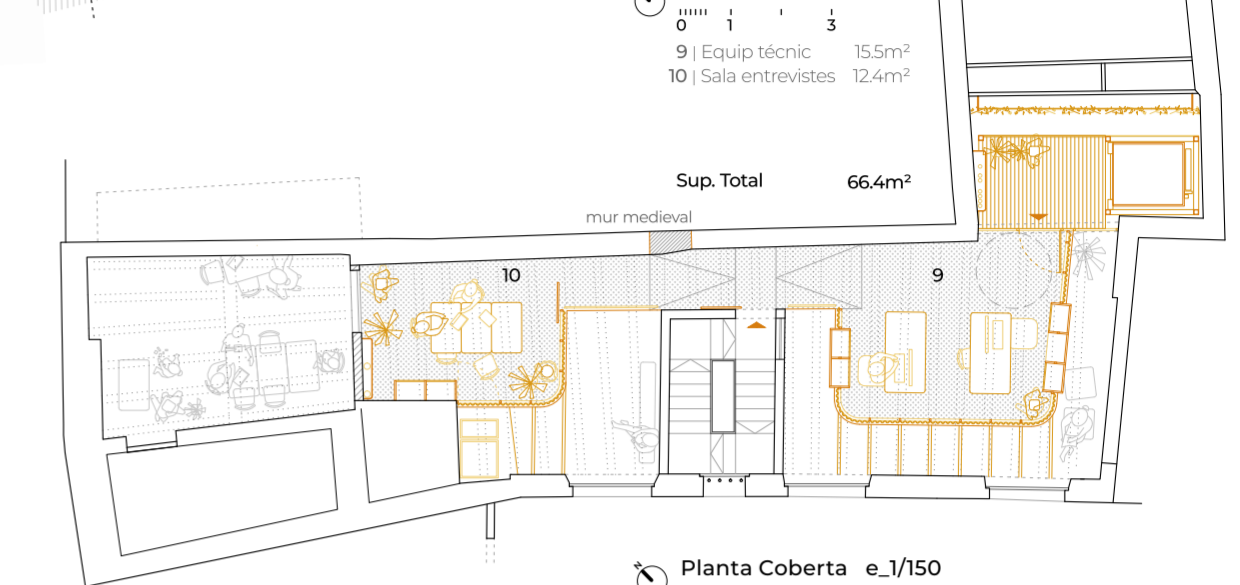 0 1 3
9 | Equip técnic 15.5m²
10 | Sala entrevistes 12.4m²
Sup. Total 66.4m²
mur medieval
10
9
N
Planta Coberta e_1/150